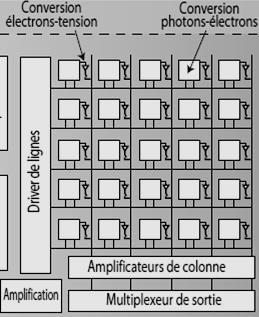 Conversion
électrons-tension
Conversion
photons-électrons
Driver de lignes
Amplificateurs de colonne
Amplification
Multiplexeur de sortie